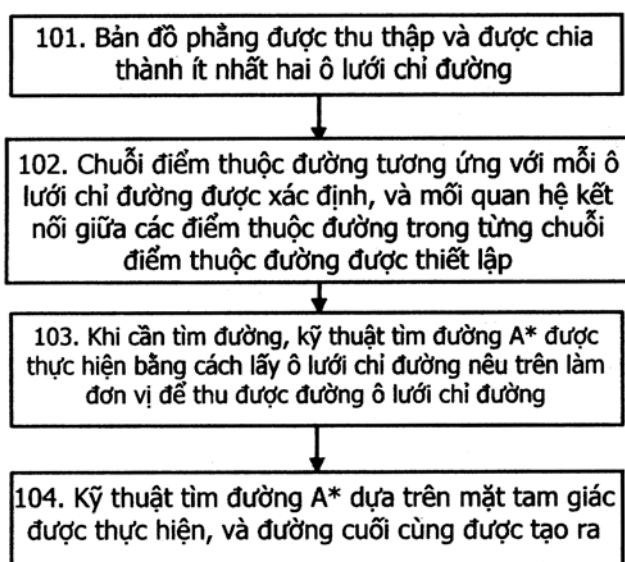 101. Bản đồ phẳng được thu thập và được chia
thành ít nhất hai ô lưới chỉ đường
102. Chuỗi điểm thuộc đường tương ứng với mỗi ô
lưới chỉ đường được xác định, và mối quan hệ kết
nối giữa các điểm thuộc đường trong từng chuỗi
điểm thuộc đường được thiết lập
103. Khi cần tìm đường, kỹ thuật tìm đường A* được
thực hiện bằng cách lấy ô lưới chỉ đường nêu trên làm
đơn vị để thu được đường ô lưới chỉ đường
104. Kỹ thuật tìm đường A* dựa trên mặt tam giác
được thực hiện, và đường cuối cùng được tạo ra